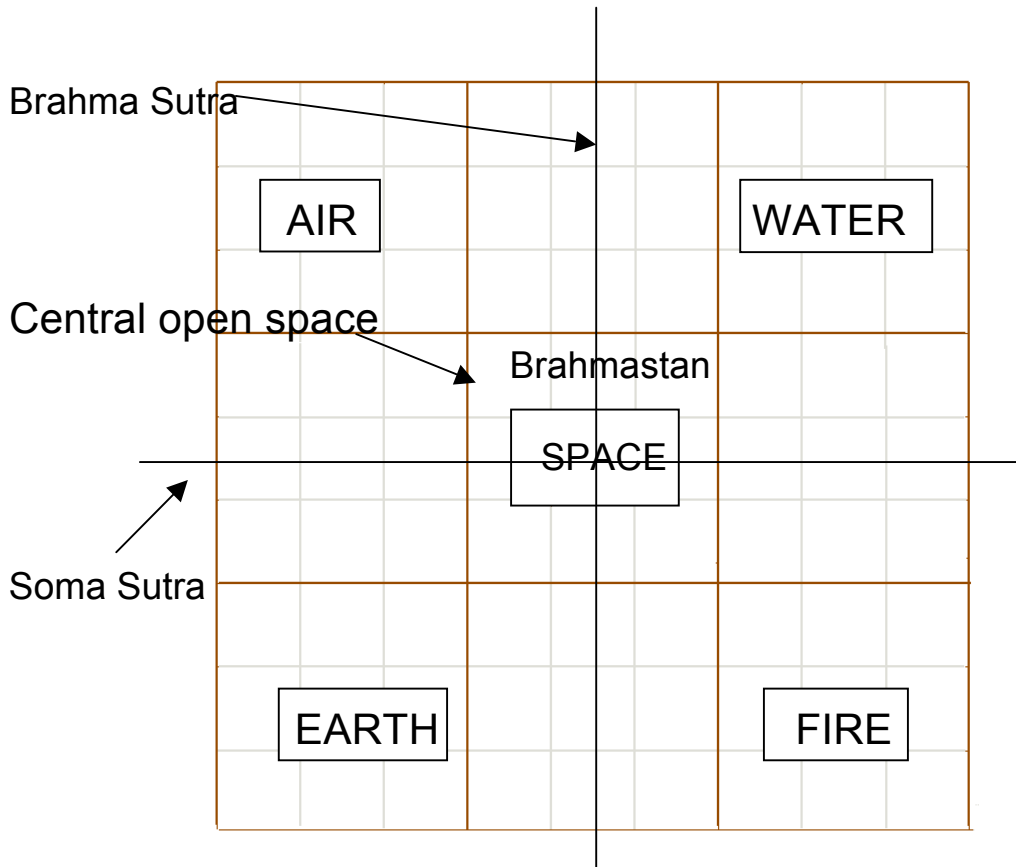 Brahma Sutra
AIR
WATER
Central open space
Brahmastan
SPACE
Soma Sutra
EARTH
FIRE